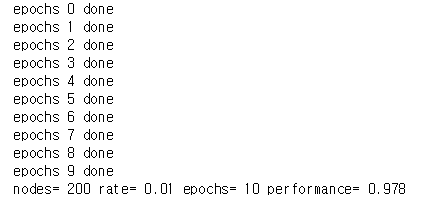 epochs 0 done
epochs 1 done
epochs 2 done
epochs 3 done
epochs 4 done
epochs 5 done
epochs 6 done
epochs 7 done
epochs 8 done
epochs 9 done
nodes= 200 rate= 0.01 epochs= 10 performance= 0.978